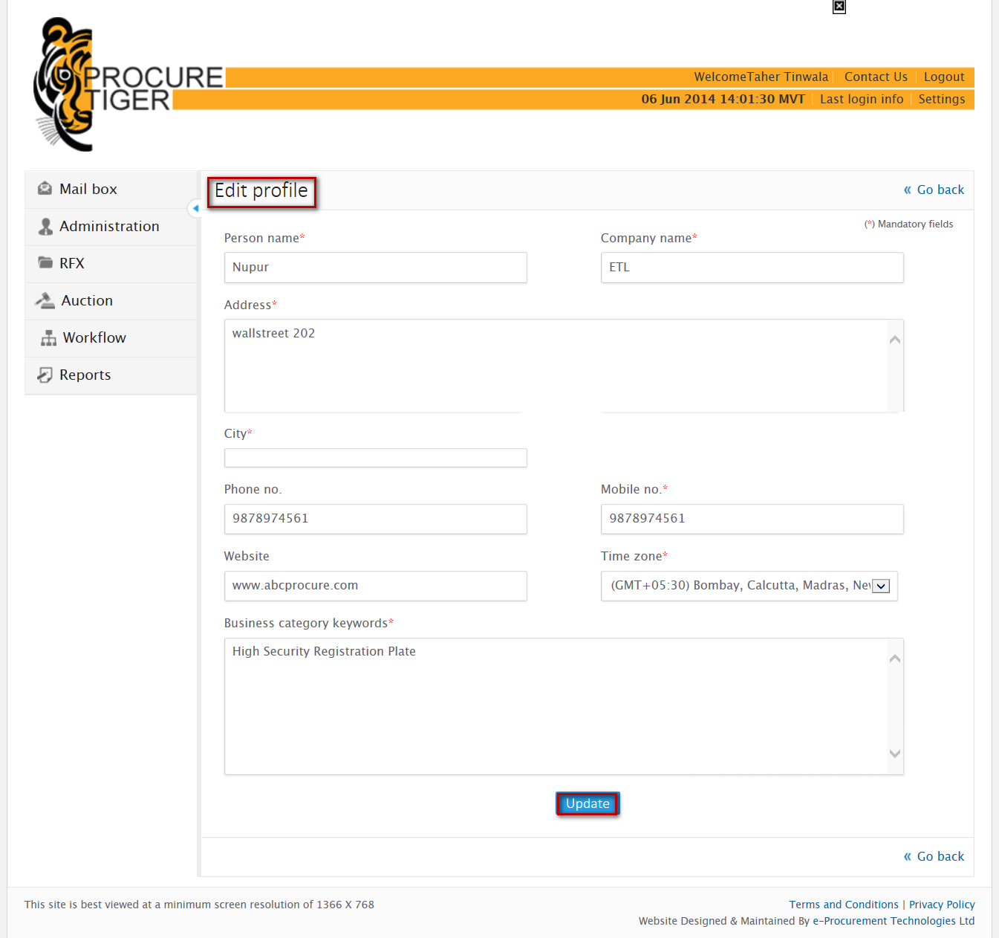 PROCURE
TIGER
WelcomeTaher Tinwala | Contact Us | Logout
06 Jun 2014 14:01:30 MVT | Last login info | Settings
Mail box
Administration
RFX
Auction
Workflow
Reports
Edit profile
« Go back
(*) Mandatory fields
Person name*
Company name*
Nupur
ETL
Address*
wallstreet 202
City*
Phone no.
Mobile no.*
9878974561
9878974561
Website
Time zone*
www.abcprocure.com
(GMT+05:30) Bombay, Calcutta, Madras, Nev
Business category keywords*
High Security Registration Plate
Update
« Go back
This site is best viewed at a minimum screen resolution of 1366 X 768
Terms and Conditions | Privacy Policy
Website Designed & Maintained By e-Procurement Technologies Ltd